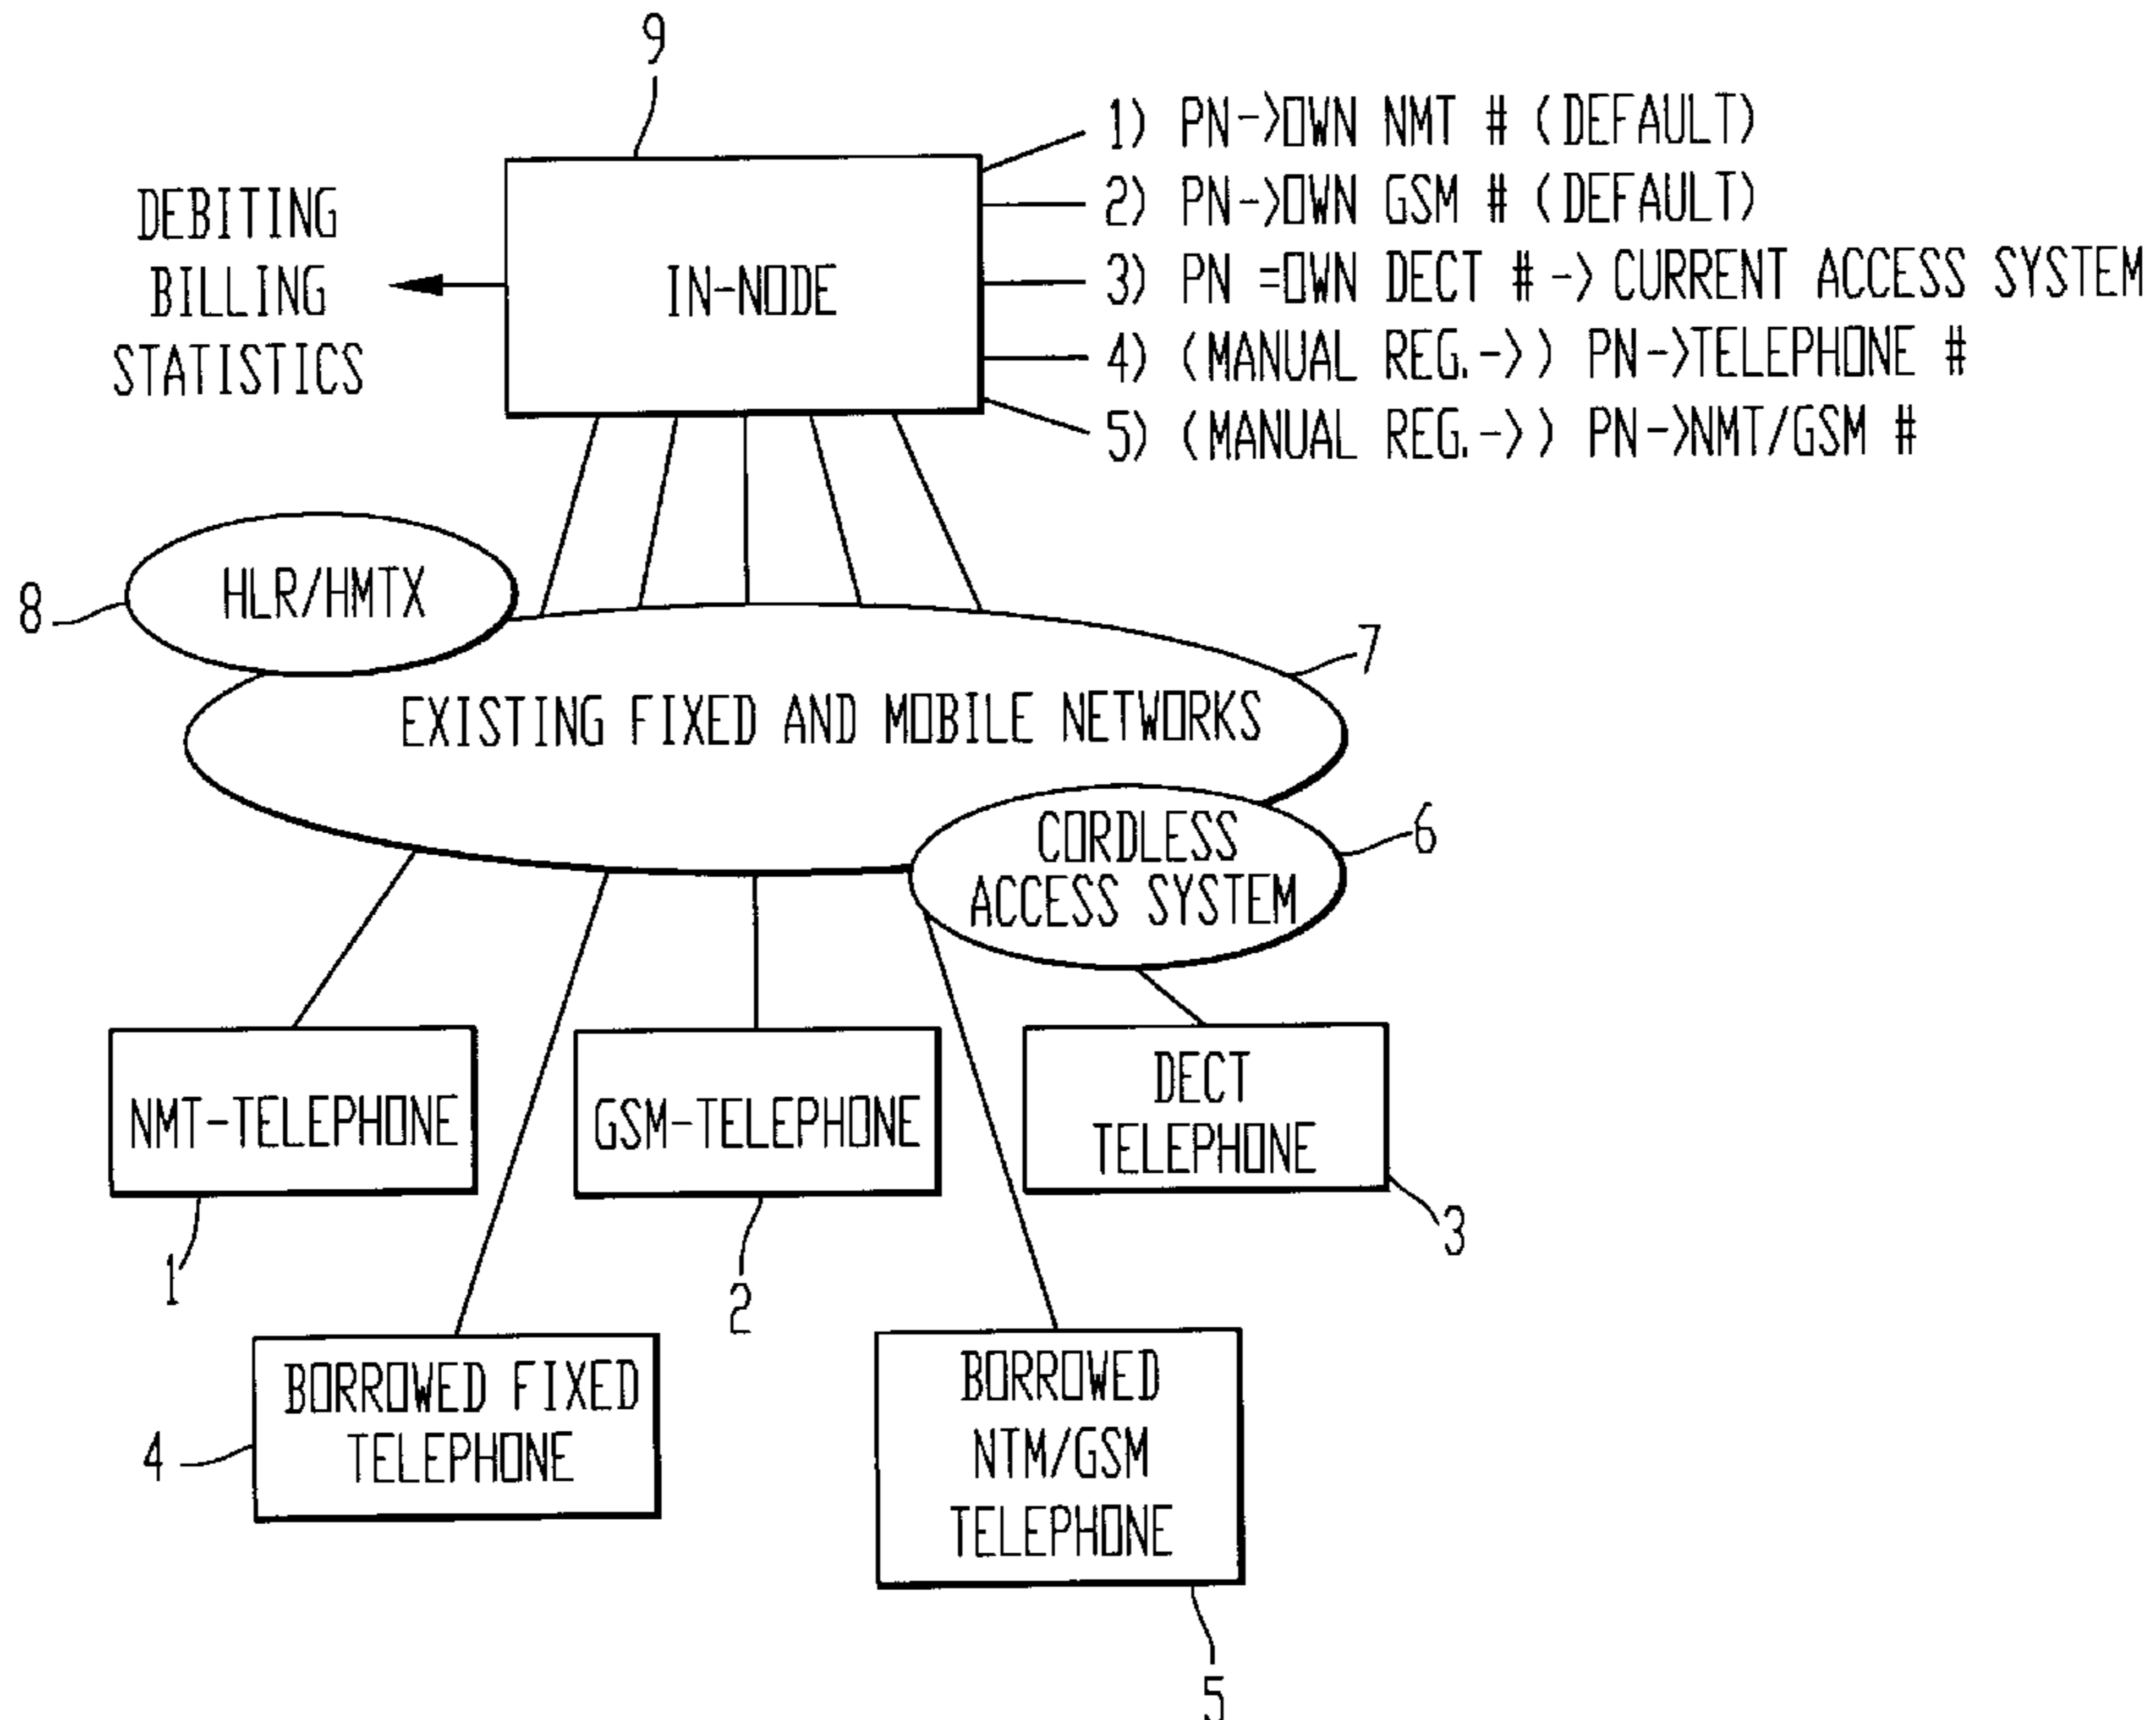 9
1) PN->OWN NMT # (DEFAULT)
2) PN->OWN GSM # (DEFAULT)
3) PN =OWN DECT # -> CURRENT ACCESS SYSTEM
4) (MANUAL REG.->) PN->TELEPHONE #
5) (MANUAL REG.->) PN->NMT/GSM #
DEBITING
BILLING
STATISTICS
IN-NODE
8
HLR/HMTX
7
EXISTING FIXED AND MOBILE NETWORKS
CORDLESS
ACCESS SYSTEM
6
NMT-TELEPHONE
1
GSM-TELEPHONE
2
DECT
TELEPHONE
3
BORROWED FIXED
TELEPHONE
4
BORROWED
NTM/GSM
TELEPHONE
5